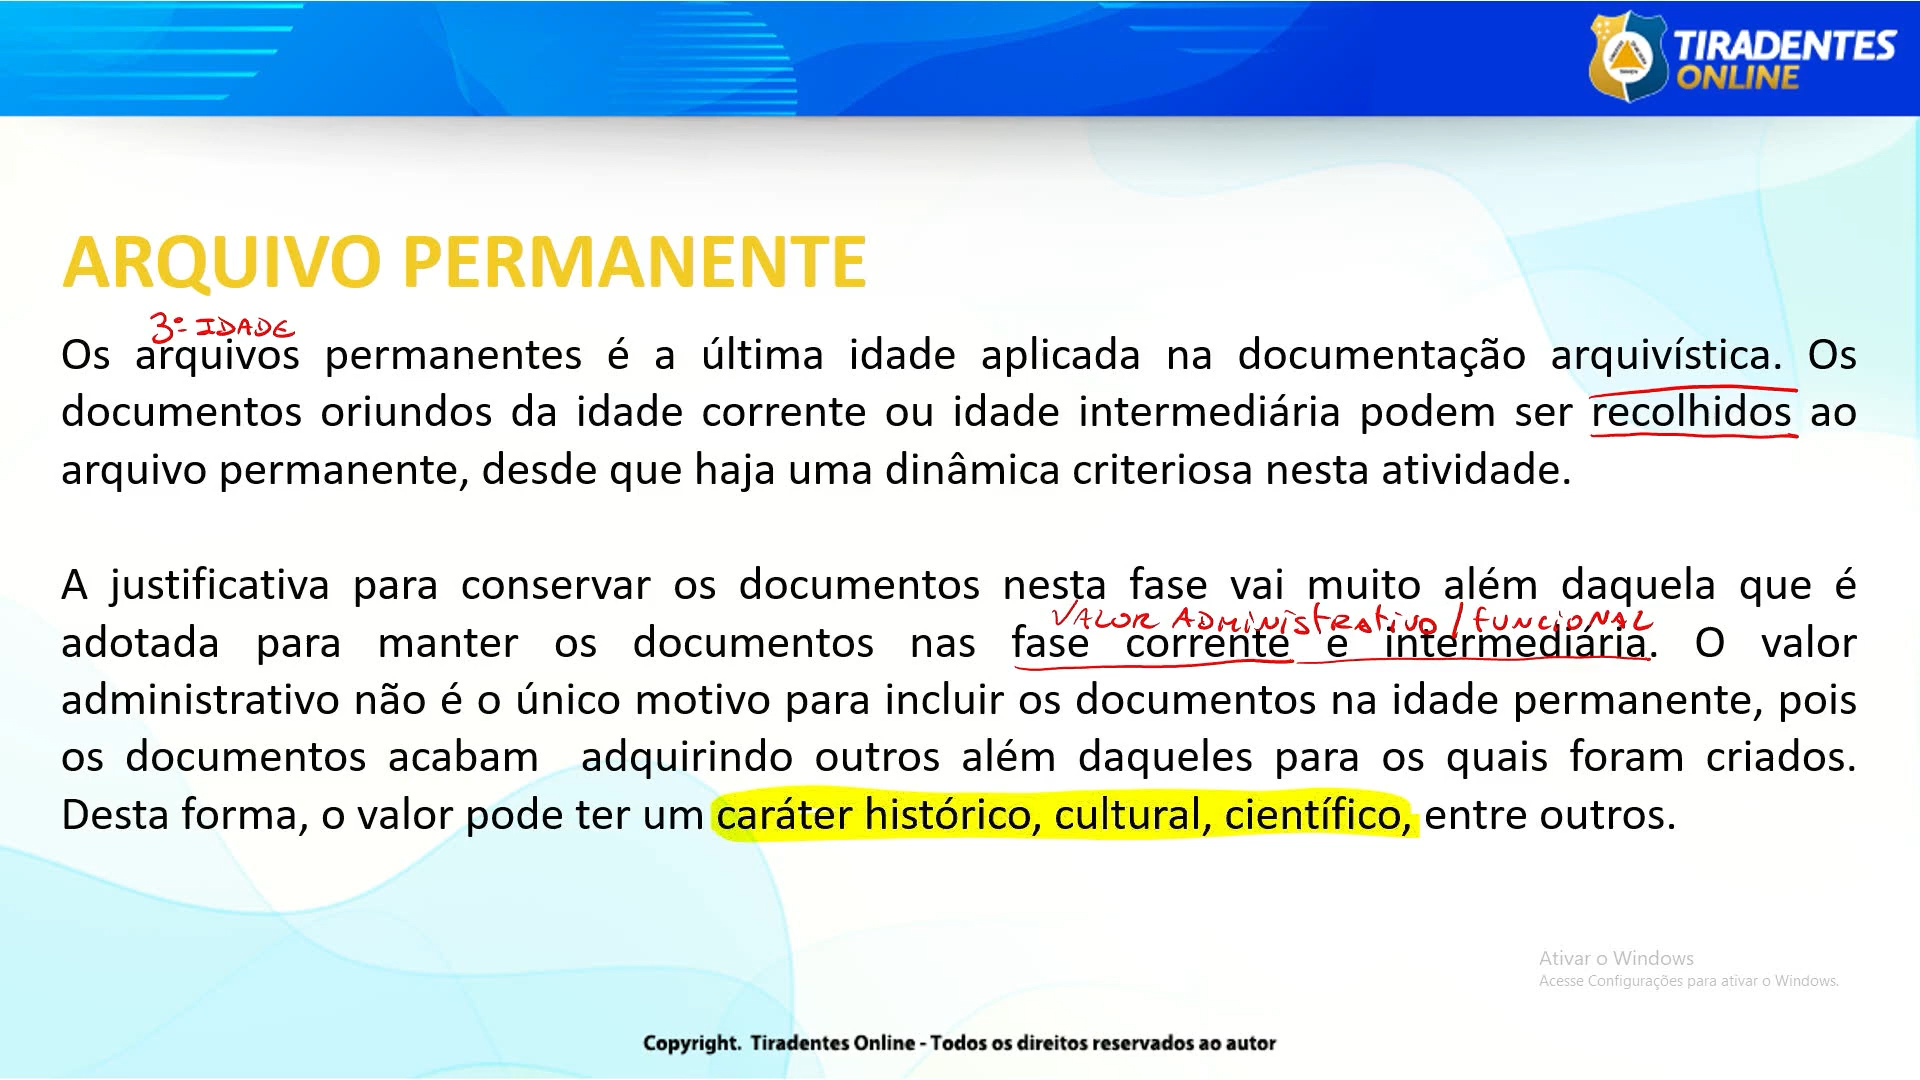 TIRADENTES
ONLINE
ARQUIVO PERMANENTE
3ª IDADE
Os arquivos permanentes é a última idade aplicada na documentação arquivística. Os
documentos oriundos da idade corrente ou idade intermediária podem ser recolhidos ao
arquivo permanente, desde que haja uma dinâmica criteriosa nesta atividade.
A justificativa para conservar os documentos nesta fase vai muito além daquela que é
VALOR ADMINISTRATIVO / FUNCIONAL
adotada para manter os documentos nas fase corrente e intermediária. O valor
administrativo não é o único motivo para incluir os documentos na idade permanente, pois
os documentos acabam adquirindo outros além daqueles para os quais foram criados.
Desta forma, o valor pode ter um caráter histórico, cultural, científico, entre outros.
Ativar o Windows
Acesse Configurações para ativar o Windows.
Copyright. Tiradentes Online - Todos os direitos reservados ao autor